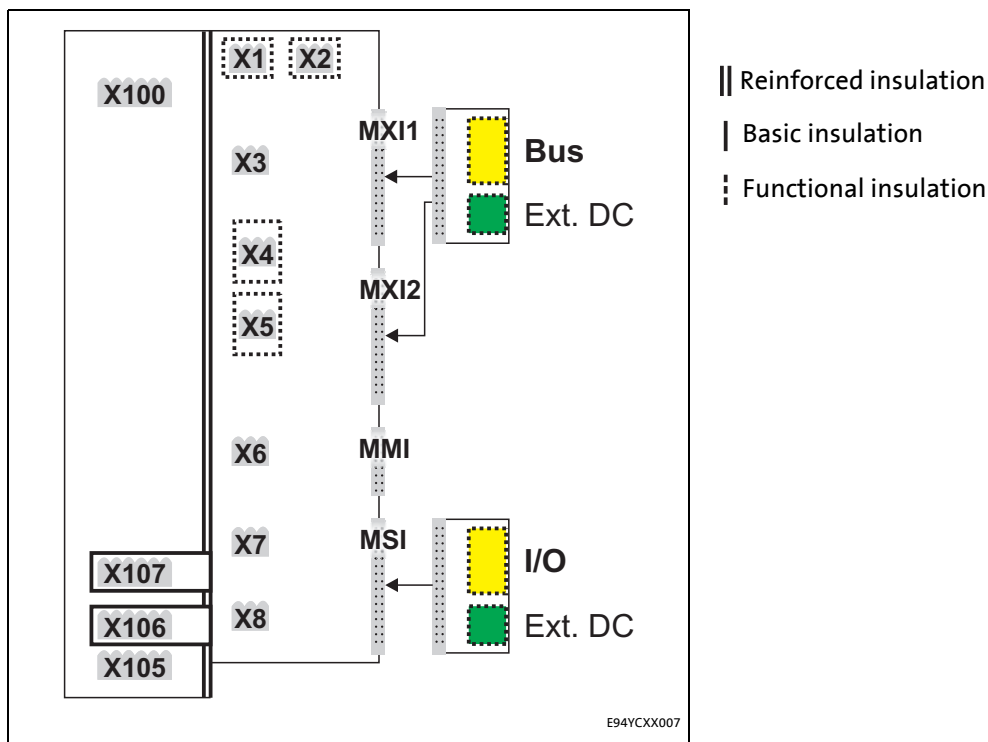 X100
X1 X2
X3
X4
X5
X6
X7
X8
X107
X106
X105
MXI1
MXI2
MMI
MSI
Bus
Ext. DC
I/O
Ext. DC
E94YCXX007
Reinforced insulation
Basic insulation
Functional insulation